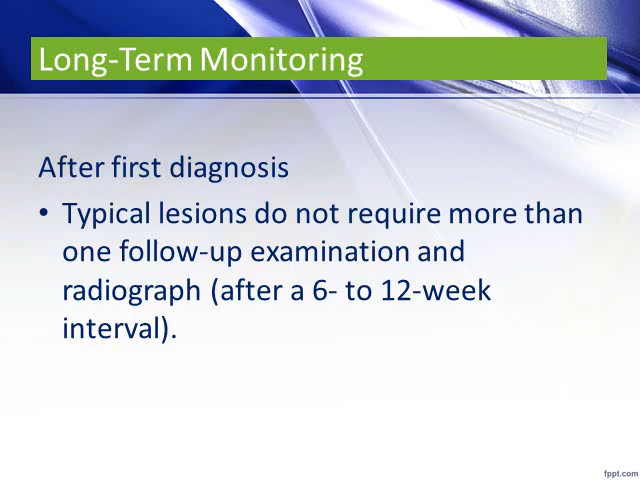 Long-Term Monitoring
After first diagnosis
• Typical lesions do not require more than
one follow-up examination and
radiograph (after a 6- to 12-week
interval).
fppt.com